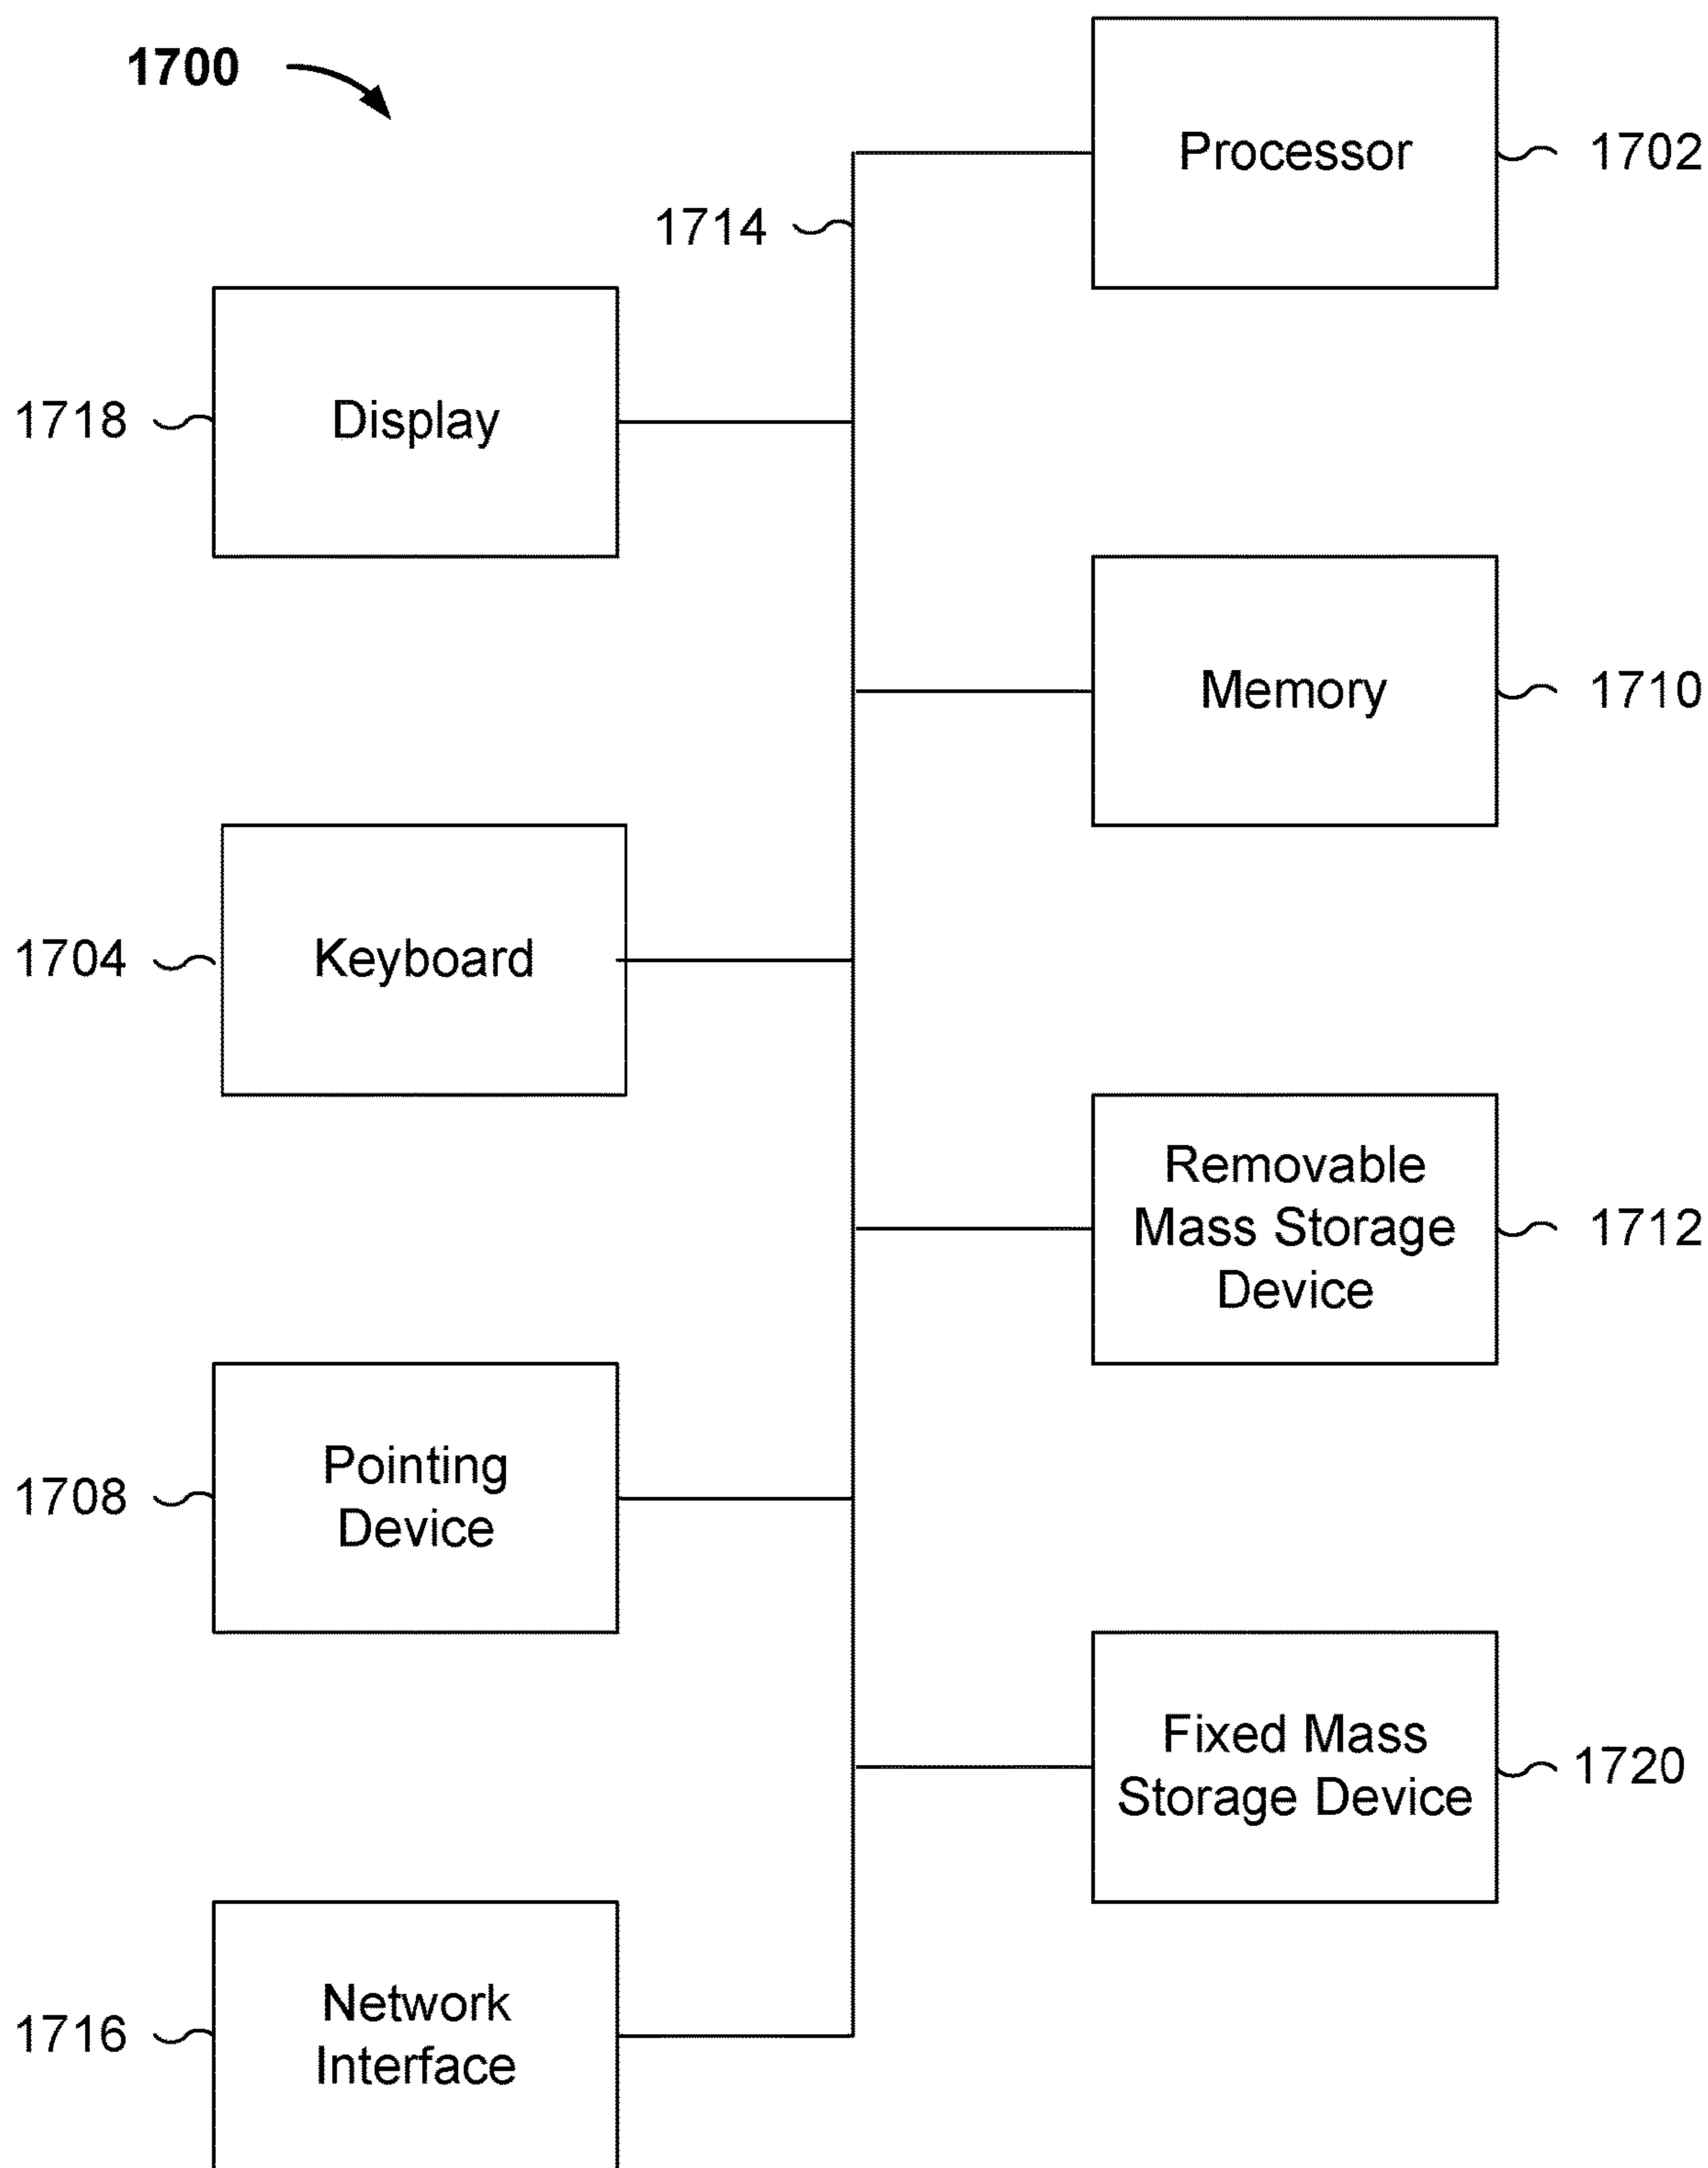 1700
Processor
1702
1714
1718
Display
Memory
1710
1704
Keyboard
Removable
Mass Storage
Device
1712
1708
Pointing
Device
Fixed Mass
Storage Device
1720
1716
Network
Interface